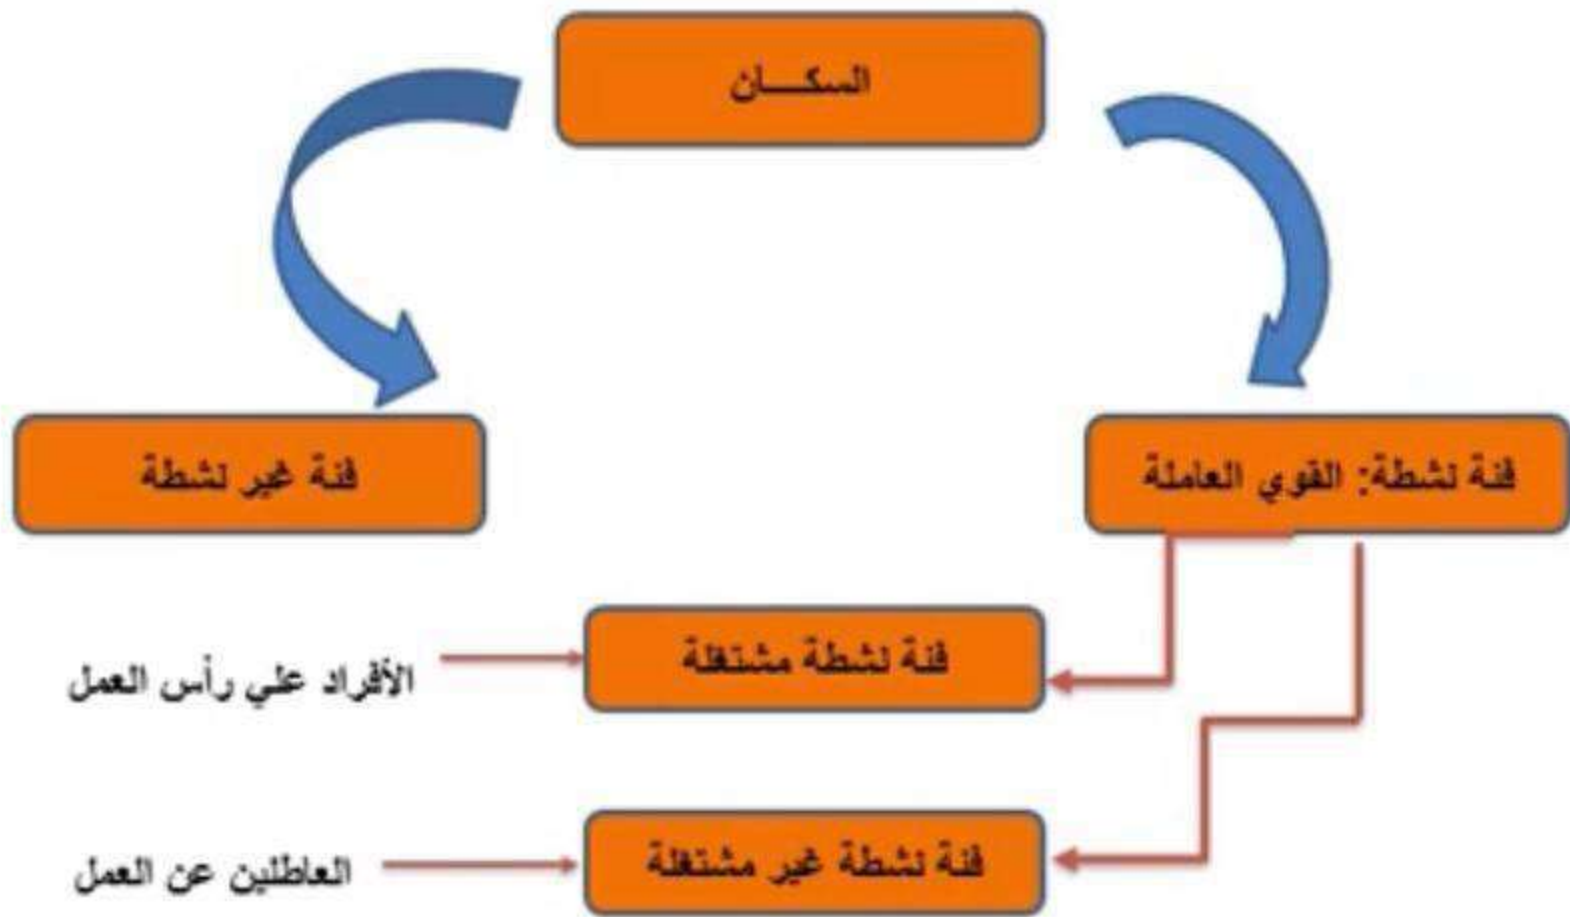 السكـــان
فئة نشطة: القوي العاملة
فئة غير نشطة
فئة نشطة مشتغلة
الأفراد علي رأس العمل
فئة نشطة غير مشتغلة
العاطلين عن العمل